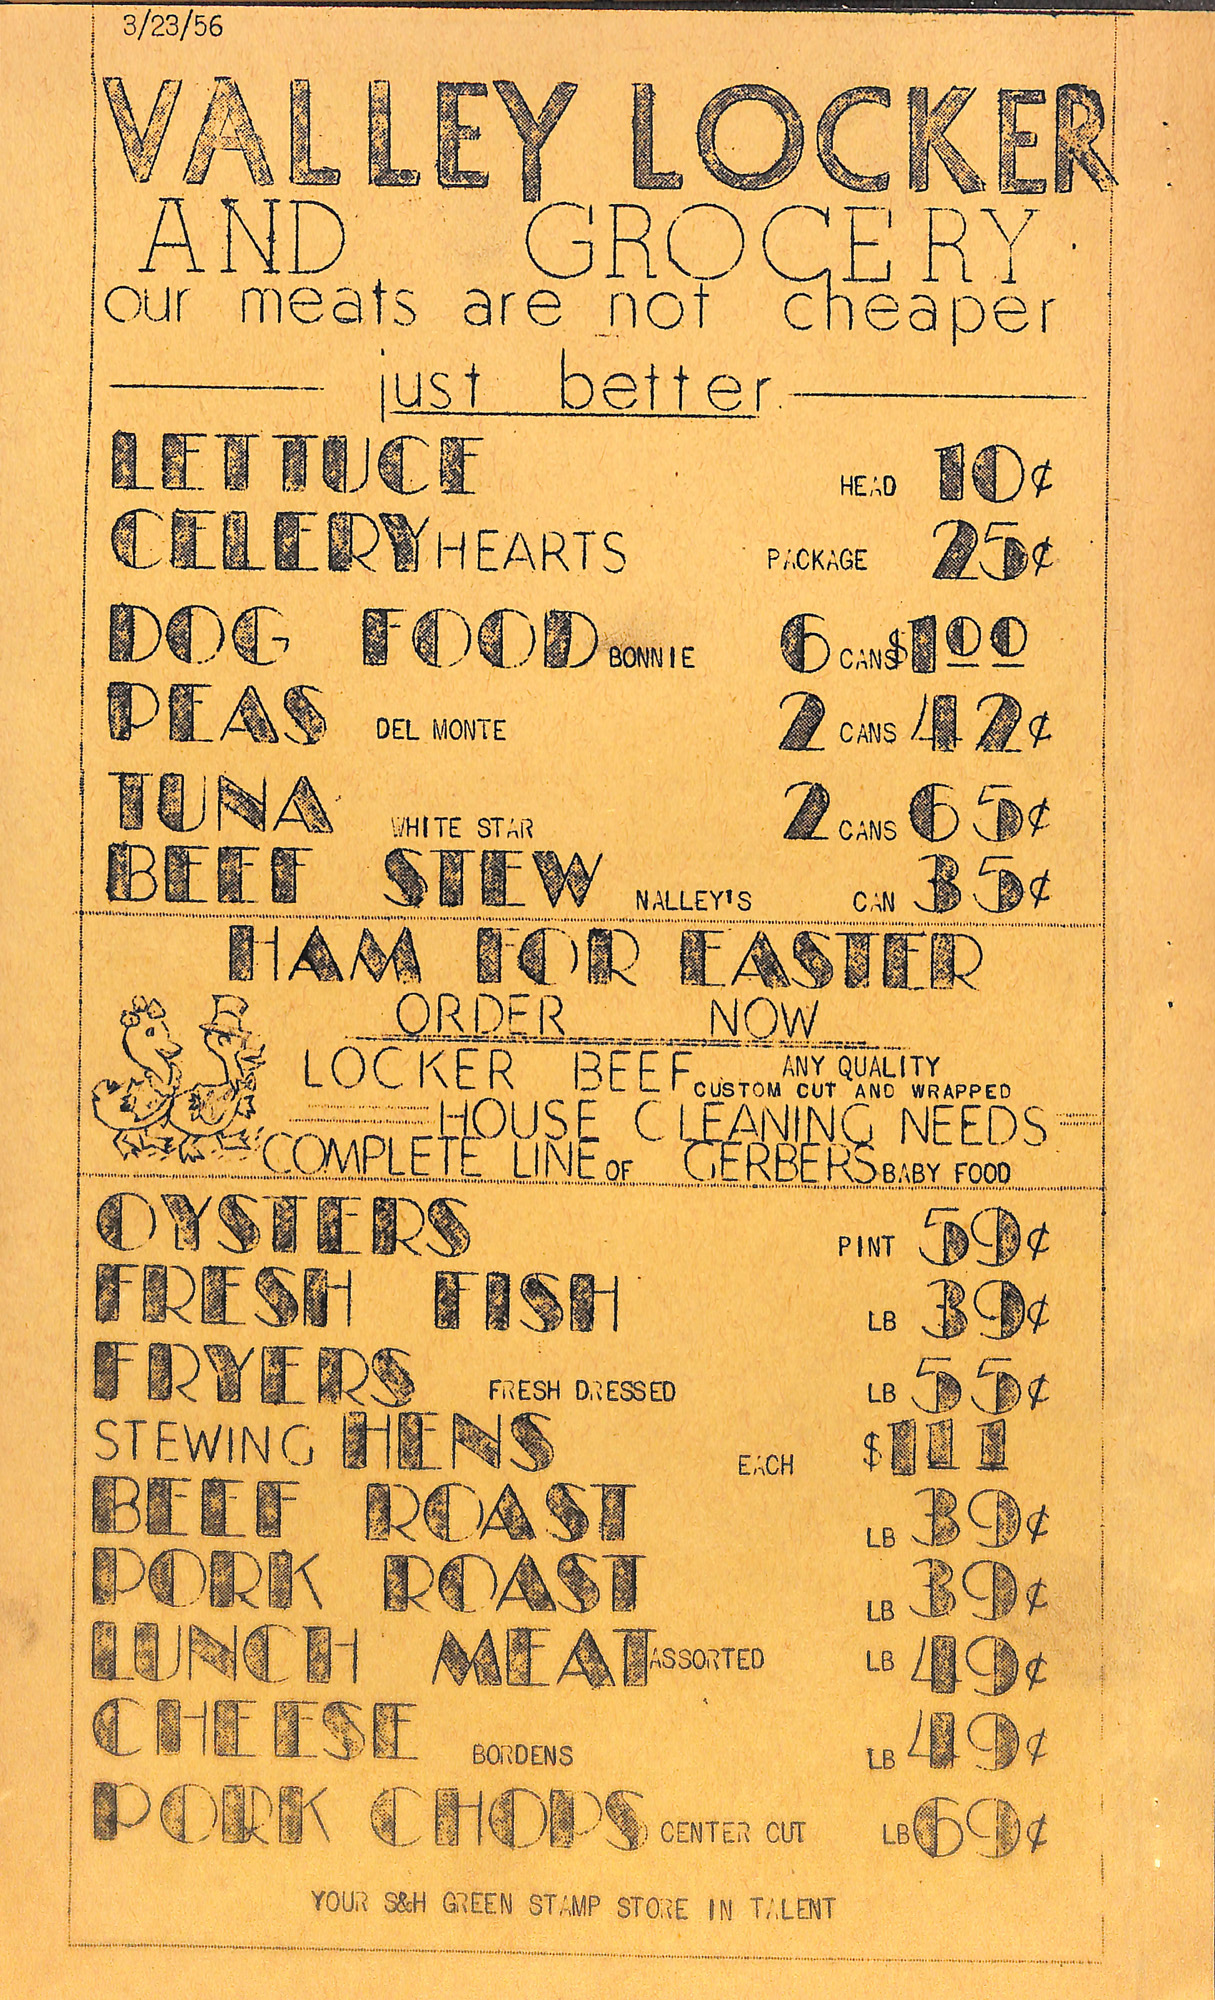 3/23/56
VALLEY LOCKER
AND GROCERY
our meats are not cheaper
just better
LETTUCE HEAD 10¢
CELERY HEARTS PACKAGE 25¢
DOG FOOD BONNIE 6 CANS $1 00
PEAS DEL MONTE 2 CANS 42¢
TUNA WHITE STAR 2 CANS 65¢
BEEF STEW NALLEY'S CAN 35¢
HAM FOR EASTER
ORDER NOW
LOCKER BEEF ANY QUALITY
CUSTOM CUT AND WRAPPED
HOUSE CLEANING NEEDS
COMPLETE LINE OF GERBERS BABY FOOD
OYSTERS PINT 59¢
FRESH FISH LB 39¢
FRYERS FRESH DRESSED LB 55¢
STEWING HENS EACH $1 11
BEEF ROAST LB 39¢
PORK ROAST LB 39¢
LUNCH MEAT ASSORTED LB 49¢
CHEESE BORDENS LB 49¢
PORK CHOPS CENTER CUT LB 69¢
YOUR S&H GREEN STAMP STORE IN TALENT